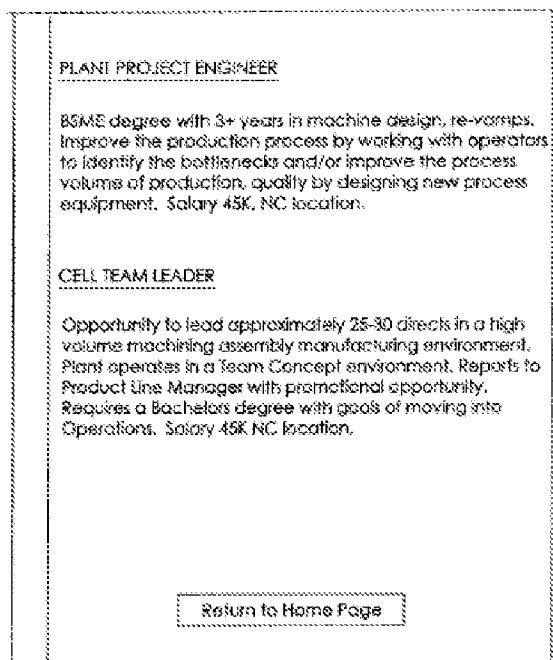 PLANT PROJECT ENGINEER
BSME degree with 3+ years in machine design, re-vamps.
Improve the production process by working with operators
to identify the bottlenecks and/or improve the process
volume of production, quality by designing new process
equipment. Salary 45K, NC location.
CELL TEAM LEADER
Opportunity to lead approximately 25-30 directs in a high
volume machining assembly manufacturing environment.
Plant operates in a Team Concept environment. Reports to
Product Line Manager with promotional opportunity.
Requires a Bachelors degree with goals of moving into
Operations. Salary 45K NC location.
Return to Home Page